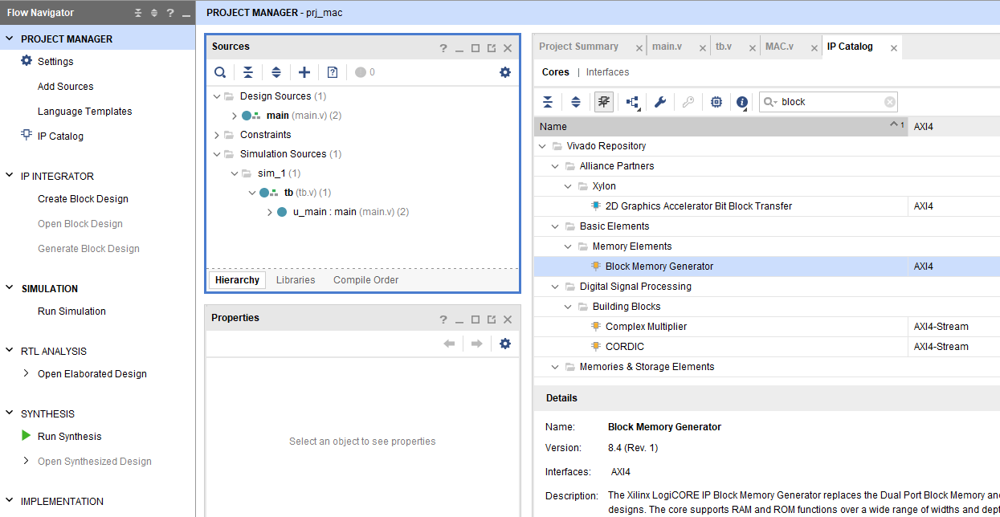 Flow Navigator
PROJECT MANAGER
Settings
Add Sources
Language Templates
IP Catalog
IP INTEGRATOR
Create Block Design
Open Block Design
Generate Block Design
SIMULATION
Run Simulation
RTL ANALYSIS
Open Elaborated Design
SYNTHESIS
Run Synthesis
Open Synthesized Design
IMPLEMENTATION
PROJECT MANAGER - prj_mac
Sources
0
Design Sources (1)
main (main.v) (2)
Constraints
Simulation Sources (1)
sim_1 (1)
tb (tb.v) (1)
u_main : main (main.v) (2)
Hierarchy Libraries Compile Order
Properties
Select an object to see properties
Project Summary main.v tb.v MAC.v IP Catalog
Cores | Interfaces
block
Name 1 AXI4
Vivado Repository
Alliance Partners
Xylon
2D Graphics Accelerator Bit Block Transfer AXI4
Basic Elements
Memory Elements
Block Memory Generator AXI4
Digital Signal Processing
Building Blocks
Complex Multiplier AXI4-Stream
CORDIC AXI4-Stream
Memories & Storage Elements
Details
Name: Block Memory Generator
Version: 8.4 (Rev. 1)
Interfaces: AXI4
Description: The Xilinx LogiCORE IP Block Memory Generator replaces the Dual Port Block Memory and
designs. The core supports RAM and ROM functions over a wide range of widths and dept